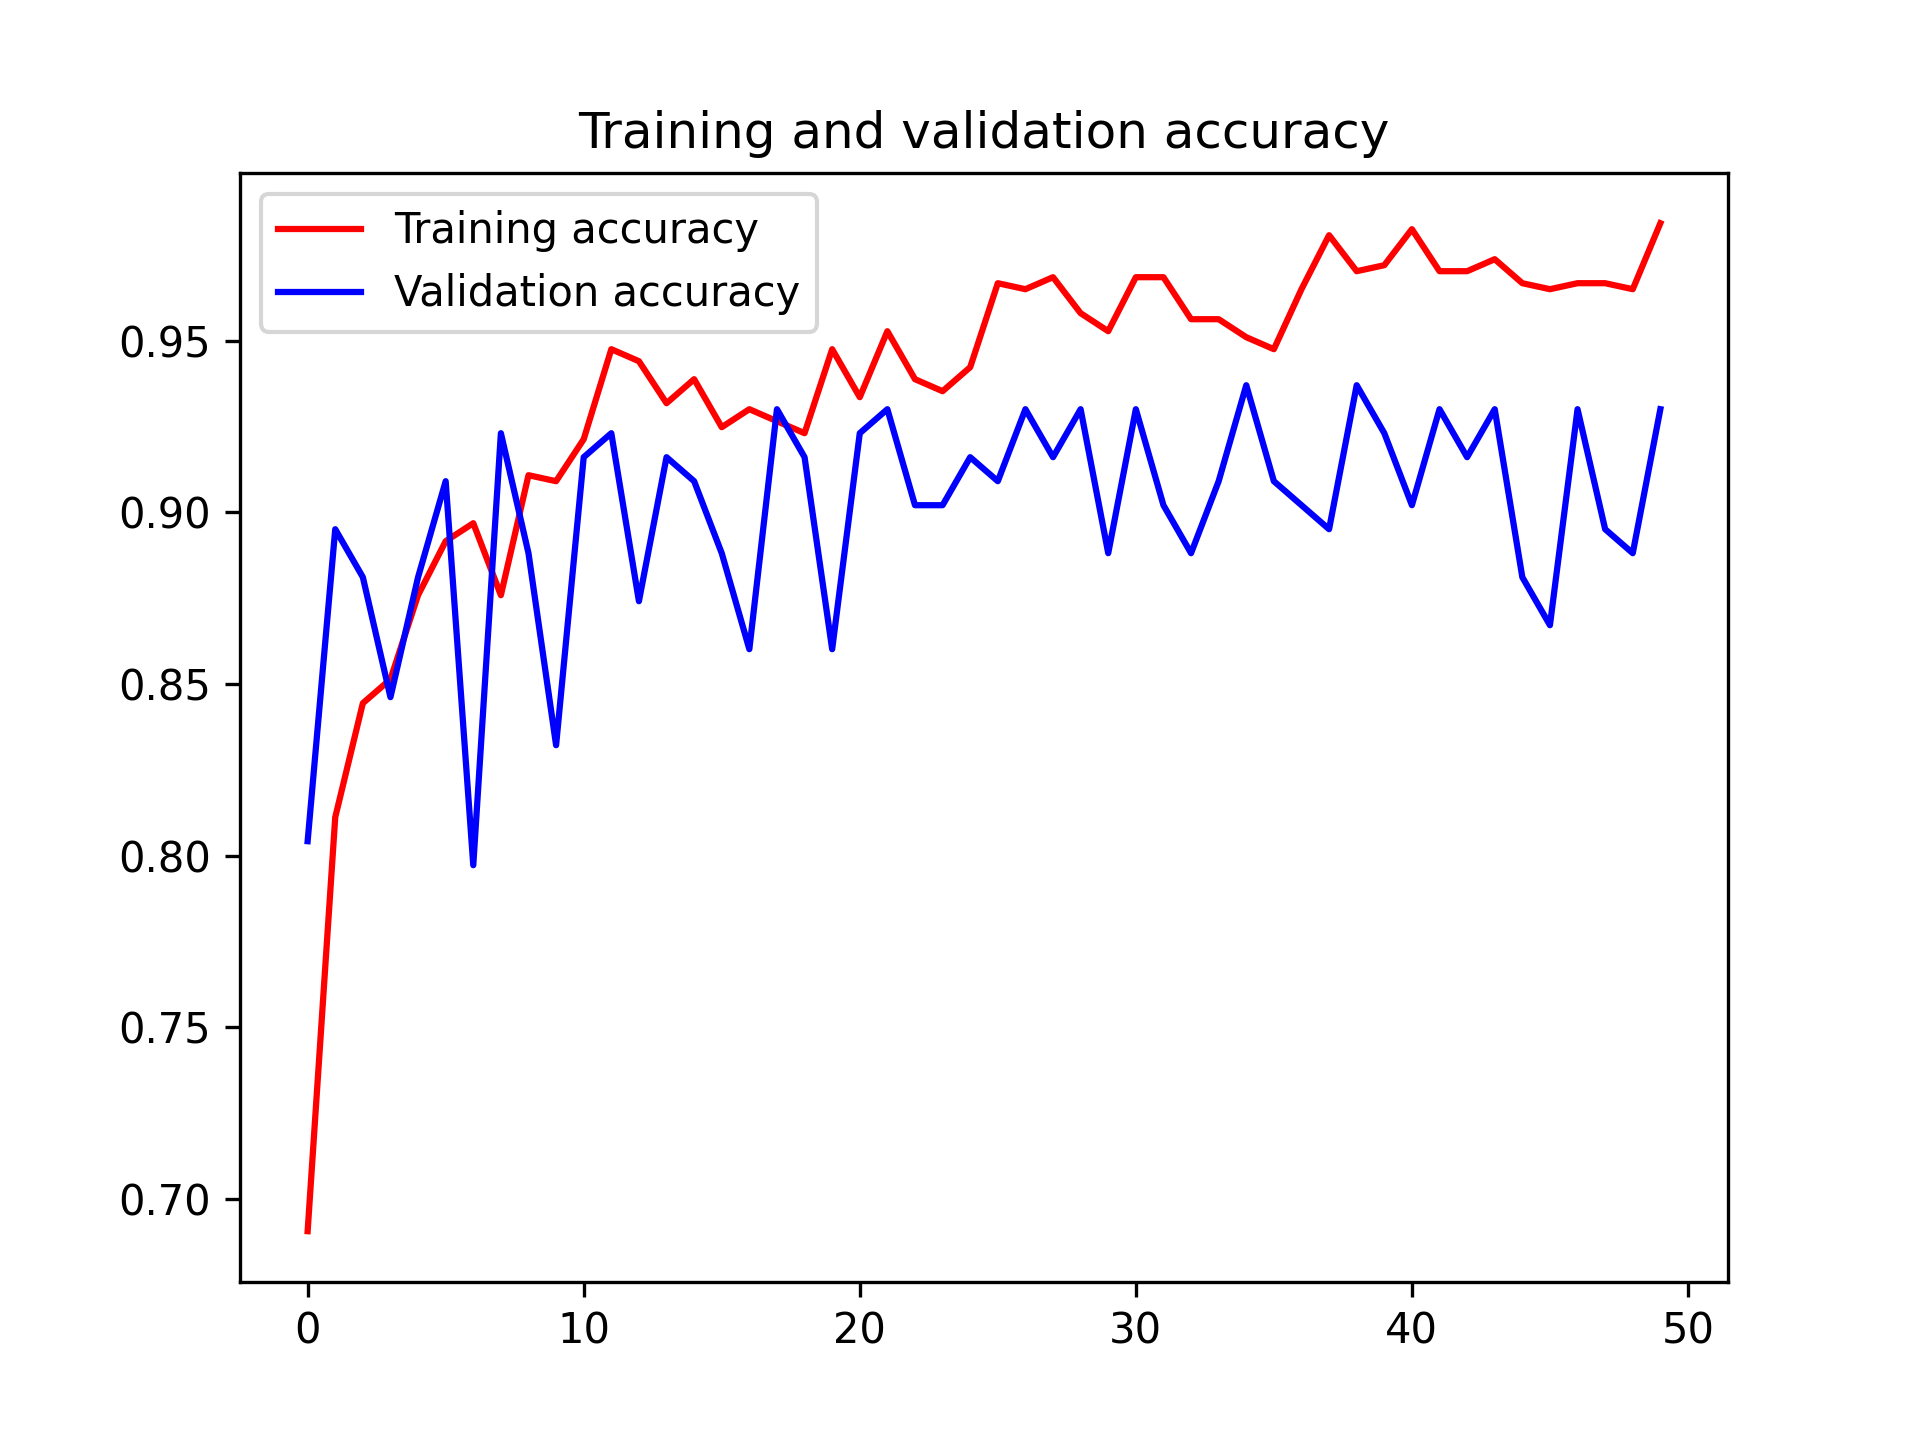 Training and validation accuracy
Training accuracy
Validation accuracy
0.95
0.90
0.85
0.80
0.75
0.70
0 10 20 30 40 50